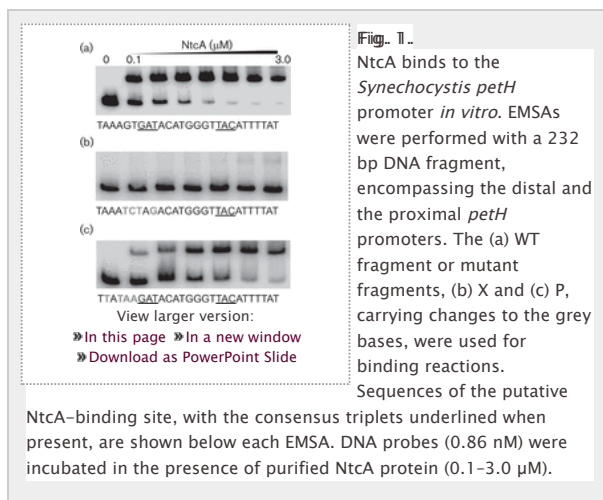 (a)
NtcA (μM)
0 0.1 3.0
TAAAGTGATACATGGGTTACATTTTAT
(b)
TAAATCTAGACATGGGTTACATTTTAT
(c)
TTATAAGATACATGGGTTACATTTTAT
View larger version:
»In this page »In a new window
»Download as PowerPoint Slide
Fig. 1.
NtcA binds to the
Synechocystis petH
promoter in vitro. EMSAs
were performed with a 232
bp DNA fragment,
encompassing the distal and
the proximal petH
promoters. The (a) WT
fragment or mutant
fragments, (b) X and (c) P,
carrying changes to the grey
bases, were used for
binding reactions.
Sequences of the putative
NtcA-binding site, with the consensus triplets underlined when
present, are shown below each EMSA. DNA probes (0.86 nM) were
incubated in the presence of purified NtcA protein (0.1–3.0 μM).